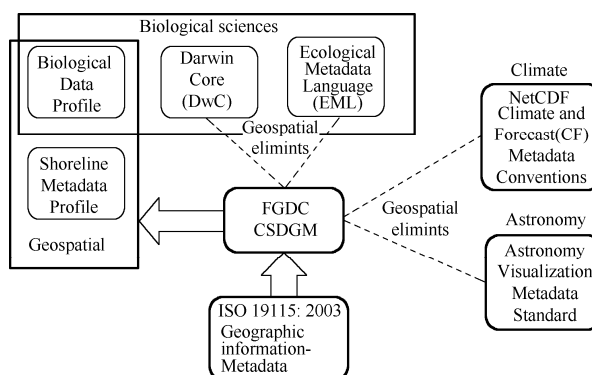 Biological sciences
Biological
Data
Profile
Darwin
Core
(DwC)
Ecological
Metadata
Language
(EML)
Geospatial
elimints
Climate
NetCDF
Climate and
Forecast(CF)
Metadata
Conventions
Shoreline
Metadata
Profile
Geospatial
FGDC
CSDGM
Geospatial
elimints
Astronomy
Astronomy
Visualization
Metadata
Standard
ISO 19115: 2003
Geographic
information-
Metadata